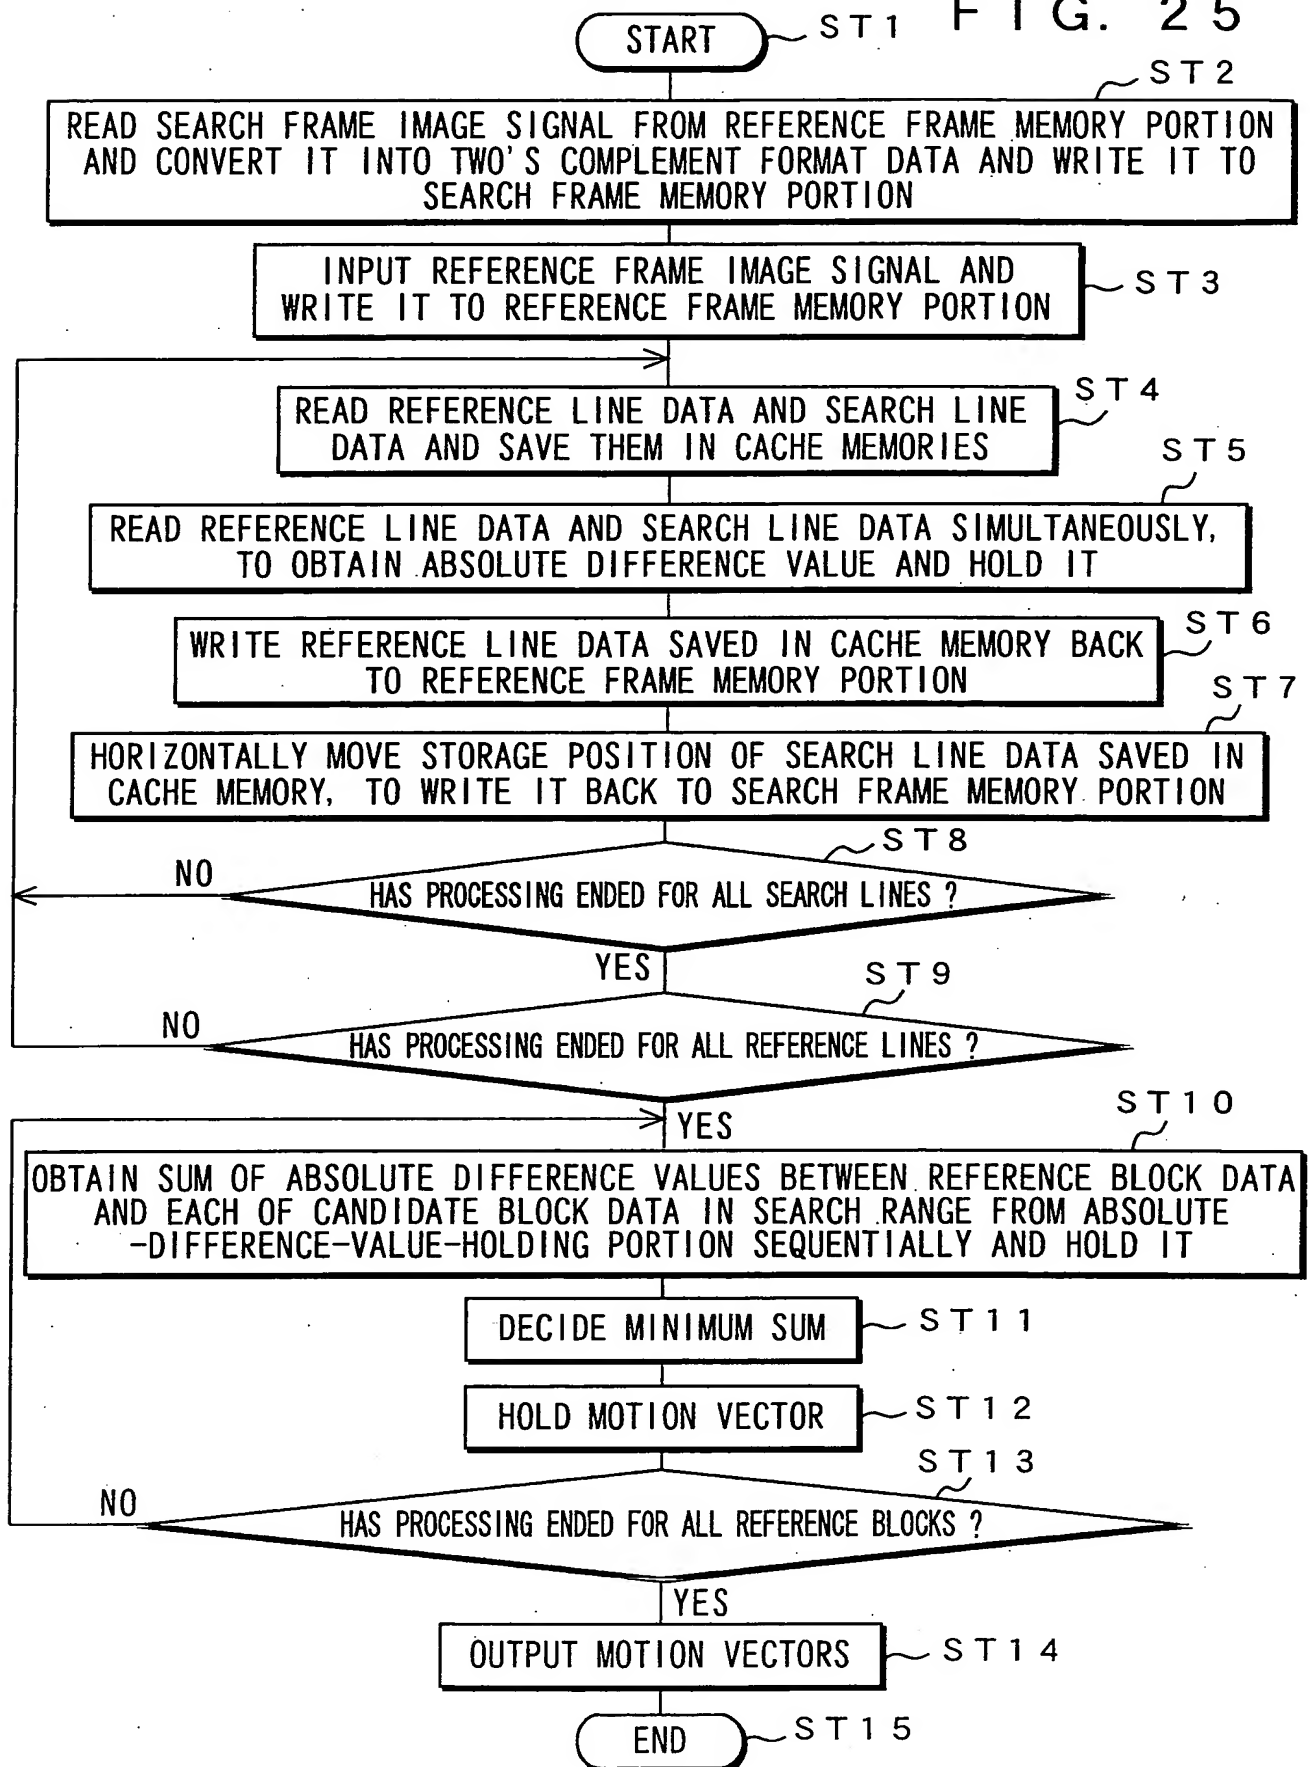 FIG. 25
START
ST1
ST2
READ SEARCH FRAME IMAGE SIGNAL FROM REFERENCE FRAME MEMORY PORTION
AND CONVERT IT INTO TWO'S COMPLEMENT FORMAT DATA AND WRITE IT TO
SEARCH FRAME MEMORY PORTION
INPUT REFERENCE FRAME IMAGE SIGNAL AND
WRITE IT TO REFERENCE FRAME MEMORY PORTION
ST3
READ REFERENCE LINE DATA AND SEARCH LINE
DATA AND SAVE THEM IN CACHE MEMORIES
ST4
ST5
READ REFERENCE LINE DATA AND SEARCH LINE DATA SIMULTANEOUSLY,
TO OBTAIN ABSOLUTE DIFFERENCE VALUE AND HOLD IT
WRITE REFERENCE LINE DATA SAVED IN CACHE MEMORY BACK
TO REFERENCE FRAME MEMORY PORTION
ST6
ST7
HORIZONTALLY MOVE STORAGE POSITION OF SEARCH LINE DATA SAVED IN
CACHE MEMORY, TO WRITE IT BACK TO SEARCH FRAME MEMORY PORTION
ST8
NO
HAS PROCESSING ENDED FOR ALL SEARCH LINES ?
YES
ST9
NO
HAS PROCESSING ENDED FOR ALL REFERENCE LINES ?
YES
ST10
OBTAIN SUM OF ABSOLUTE DIFFERENCE VALUES BETWEEN REFERENCE BLOCK DATA
AND EACH OF CANDIDATE BLOCK DATA IN SEARCH RANGE FROM ABSOLUTE
-DIFFERENCE-VALUE-HOLDING PORTION SEQUENTIALLY AND HOLD IT
DECIDE MINIMUM SUM
ST11
HOLD MOTION VECTOR
ST12
ST13
NO
HAS PROCESSING ENDED FOR ALL REFERENCE BLOCKS ?
YES
OUTPUT MOTION VECTORS
ST14
END
ST15